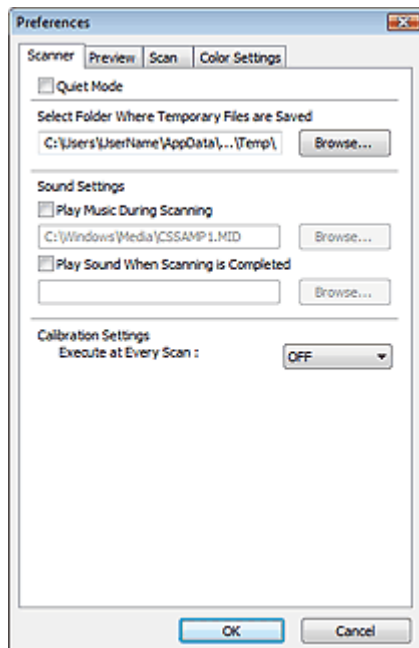 Preferences
Scanner Preview Scan Color Settings
Quiet Mode
Select Folder Where Temporary Files are Saved
C:\Users\UserName\AppData\...\Temp\ Browse...
Sound Settings
Play Music During Scanning
C:\Windows\Media\CSSAMP1.MID Browse...
Play Sound When Scanning is Completed
Browse...
Calibration Settings
Execute at Every Scan : OFF
OK Cancel